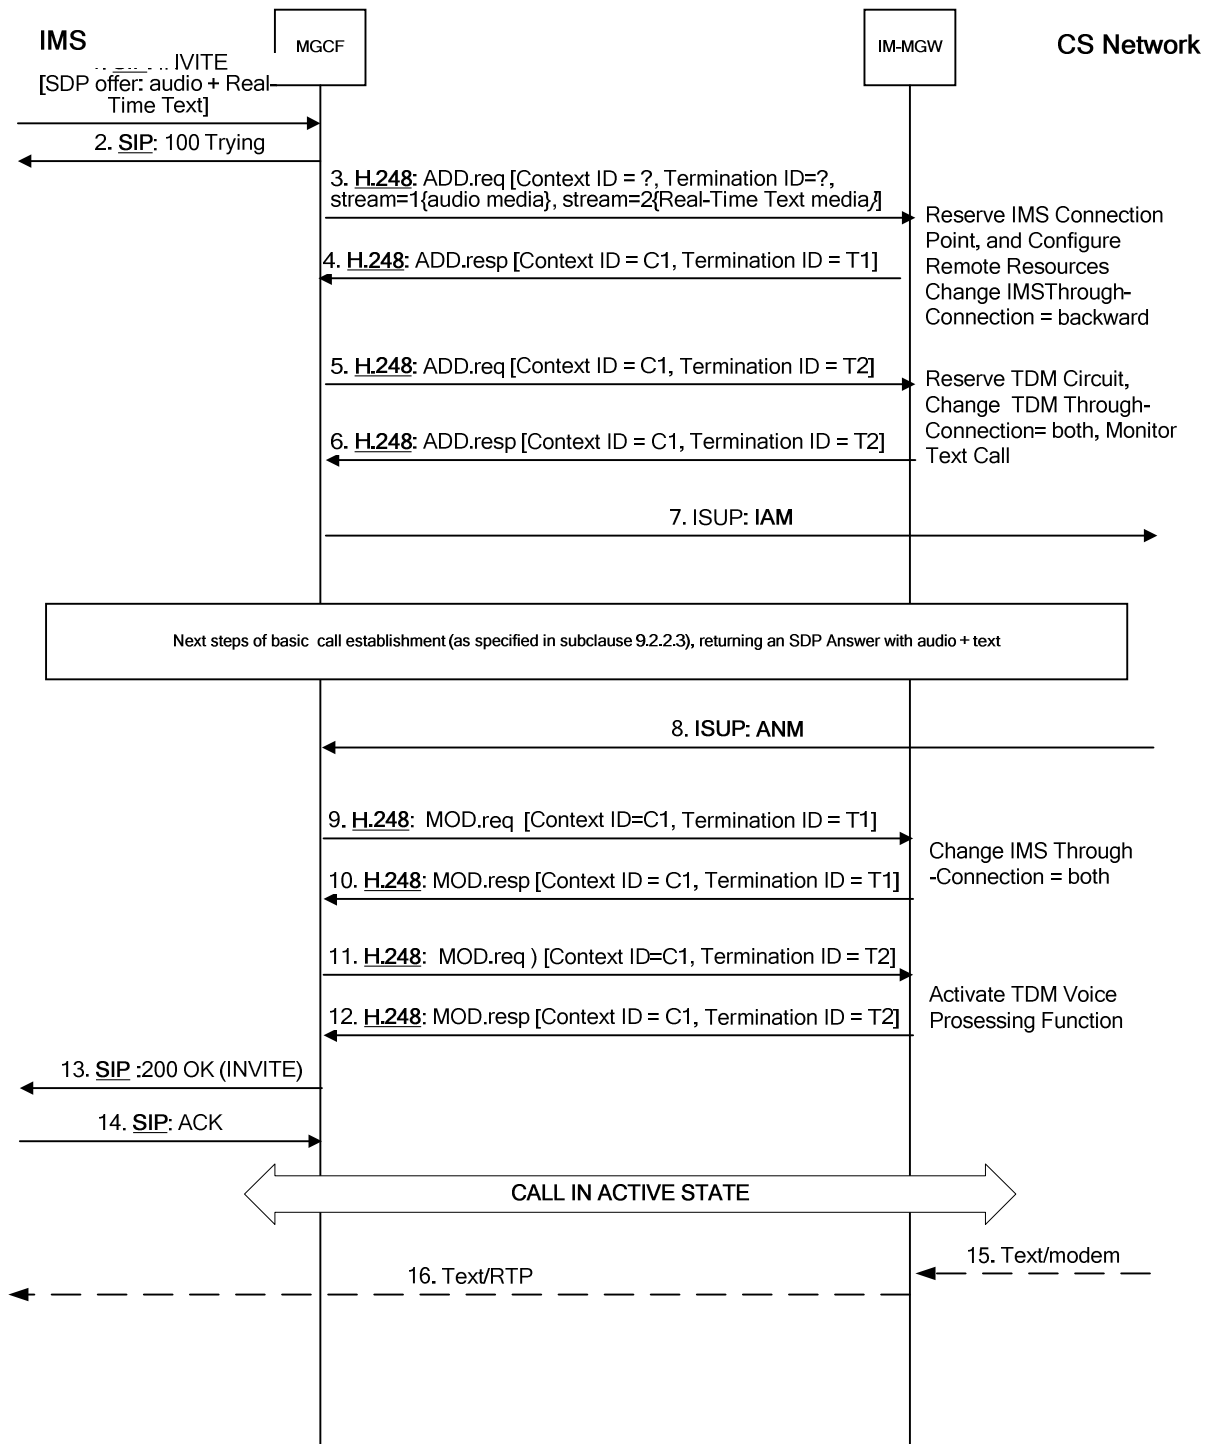 IMS
MGCF
IM-MGW
CS Network
INVITE
[SDP offer: audio + Real-
Time Text]
2. SIP: 100 Trying
3. H.248: ADD.req [Context ID = ?, Termination ID=?,
stream=1{audio media}, stream=2{Real-Time Text media}]
Reserve IMS Connection
Point, and Configure
Remote Resources
Change IMSThrough-
Connection = backward
4. H.248: ADD.resp [Context ID = C1, Termination ID = T1]
5. H.248: ADD.req [Context ID = C1, Termination ID = T2]
Reserve TDM Circuit,
Change TDM Through-
Connection= both, Monitor
Text Call
6. H.248: ADD.resp [Context ID = C1, Termination ID = T2]
7. ISUP: IAM
Next steps of basic call establishment (as specified in subclause 9.2.2.3), returning an SDP Answer with audio + text
8. ISUP: ANM
9. H.248: MOD.req [Context ID=C1, Termination ID = T1]
Change IMS Through
-Connection = both
10. H.248: MOD.resp [Context ID = C1, Termination ID = T1]
11. H.248: MOD.req ) [Context ID=C1, Termination ID = T2]
Activate TDM Voice
Prosessing Function
12. H.248: MOD.resp [Context ID = C1, Termination ID = T2]
13. SIP :200 OK (INVITE)
14. SIP: ACK
CALL IN ACTIVE STATE
15. Text/modem
16. Text/RTP